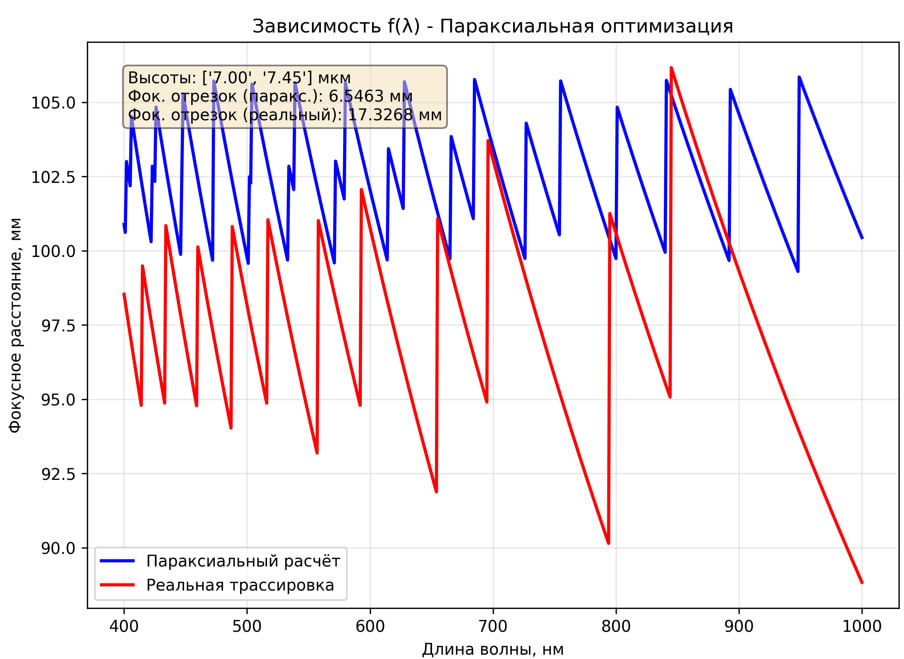 Зависимость f(λ) - Параксиальная оптимизация
Высоты: ['7.00', '7.45'] мкм
Фок. отрезок (паракс.): 6.5463 мм
Фок. отрезок (реальный): 17.3268 мм
Фокусное расстояние, мм
105.0
102.5
100.0
97.5
95.0
92.5
90.0
Параксиальный расчёт
Реальная трассировка
400 500 600 700 800 900 1000
Длина волны, нм